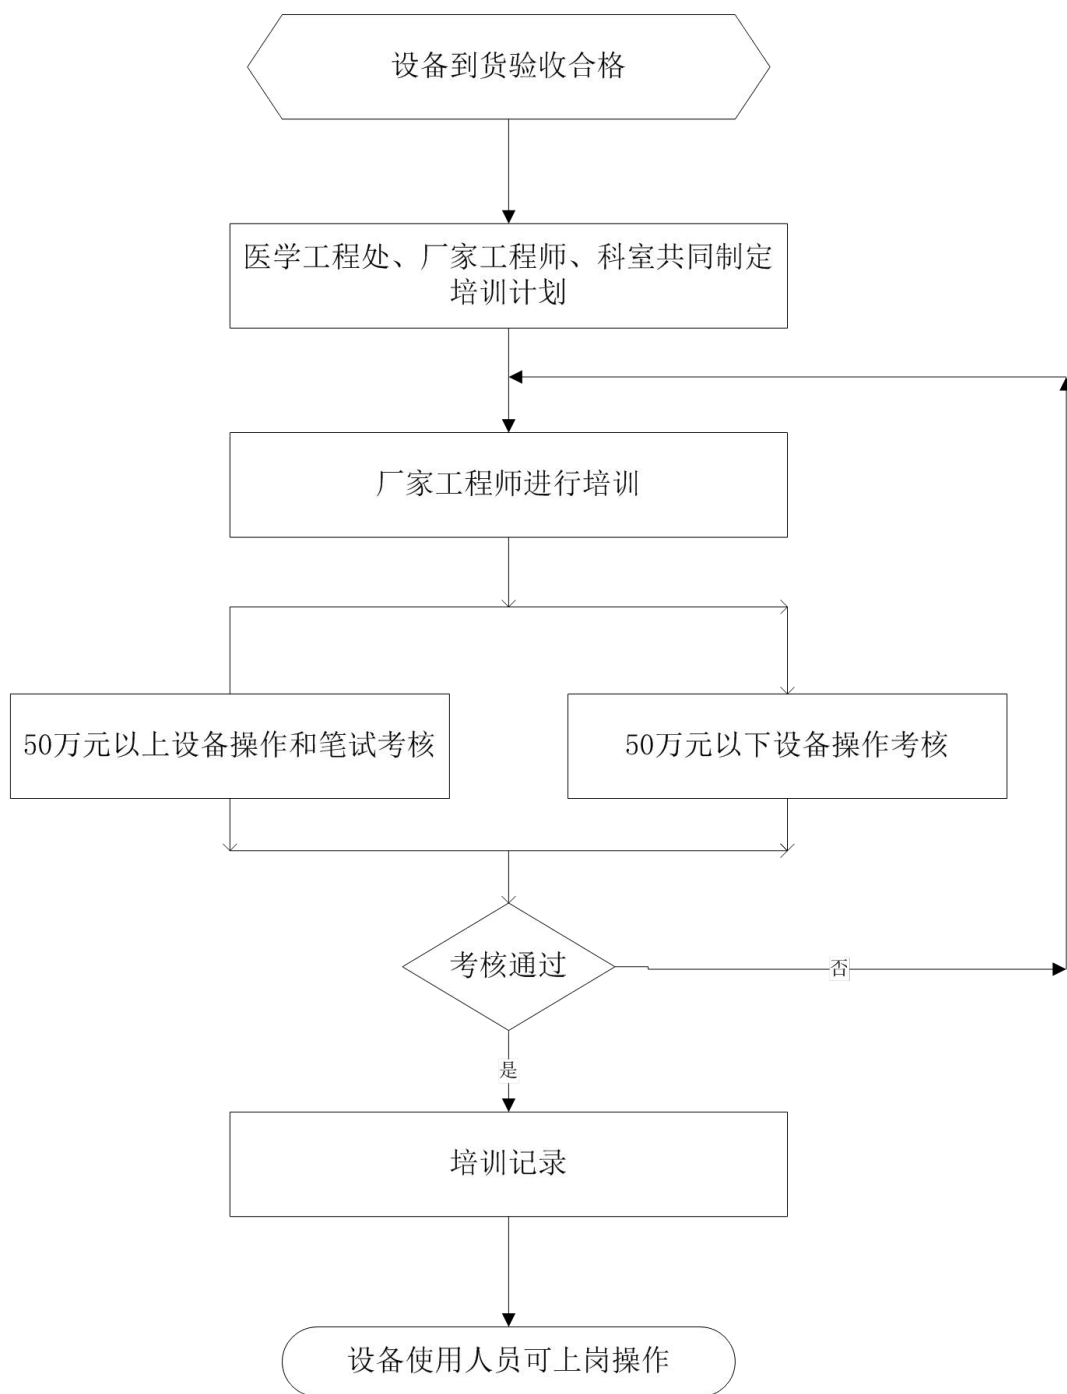 设备到货验收合格
医学工程处、厂家工程师、科室共同制定
培训计划
厂家工程师进行培训
50万元以上设备操作和笔试考核
50万元以下设备操作考核
考核通过
否
是
培训记录
设备使用人员可上岗操作